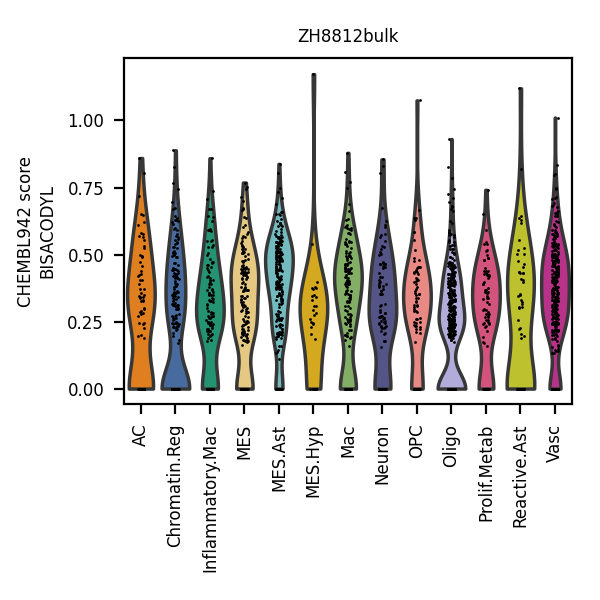 ZH8812bulk
CHEMBL942 score
BISACODYL
1.00
0.75
0.50
0.25
0.00
AC
Chromatin.Reg
Inflammatory.Mac
MES
MES.Ast
MES.Hyp
Mac
Neuron
OPC
Oligo
Prolif.Metab
Reactive.Ast
Vasc